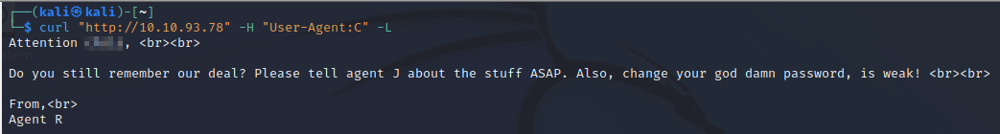 ┌──(kali㉿kali)-[~]
└─$ curl "http://10.10.93.78" -H "User-Agent:C" -L
Attention , <br><br>
Do you still remember our deal? Please tell agent J about the stuff ASAP. Also, change your god damn password, is weak! <br><br>
From,<br>
Agent R